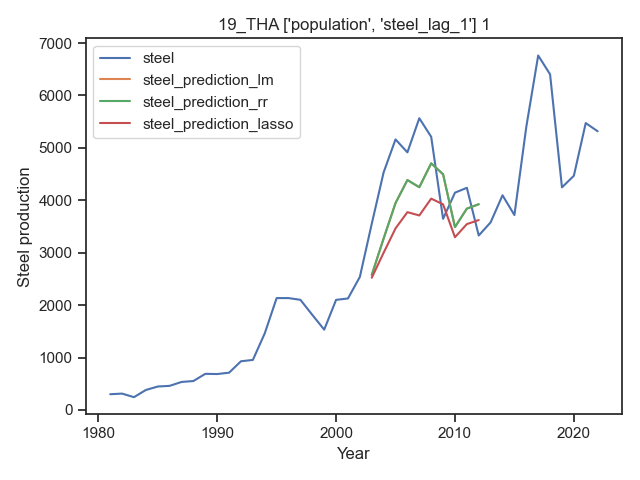 19_THA ['population', 'steel_lag_1'] 1
7000
6000
5000
4000
3000
2000
1000
0
Steel production
steel
steel_prediction_lm
steel_prediction_rr
steel_prediction_lasso
1980
1990
2000
2010
2020
Year